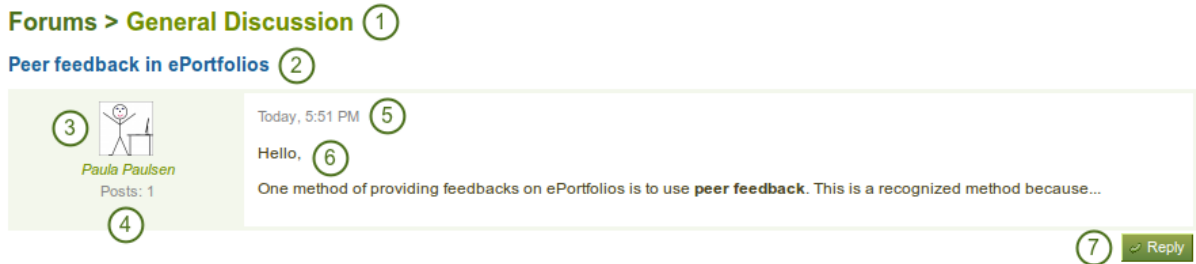 Forums > General Discussion 1
Peer feedback in ePortfolios 2
3
Paula Paulsen
Posts: 1
4
Today, 5:51 PM 5
Hello, 6
One method of providing feedbacks on ePortfolios is to use peer feedback. This is a recognized method because...
7 Reply